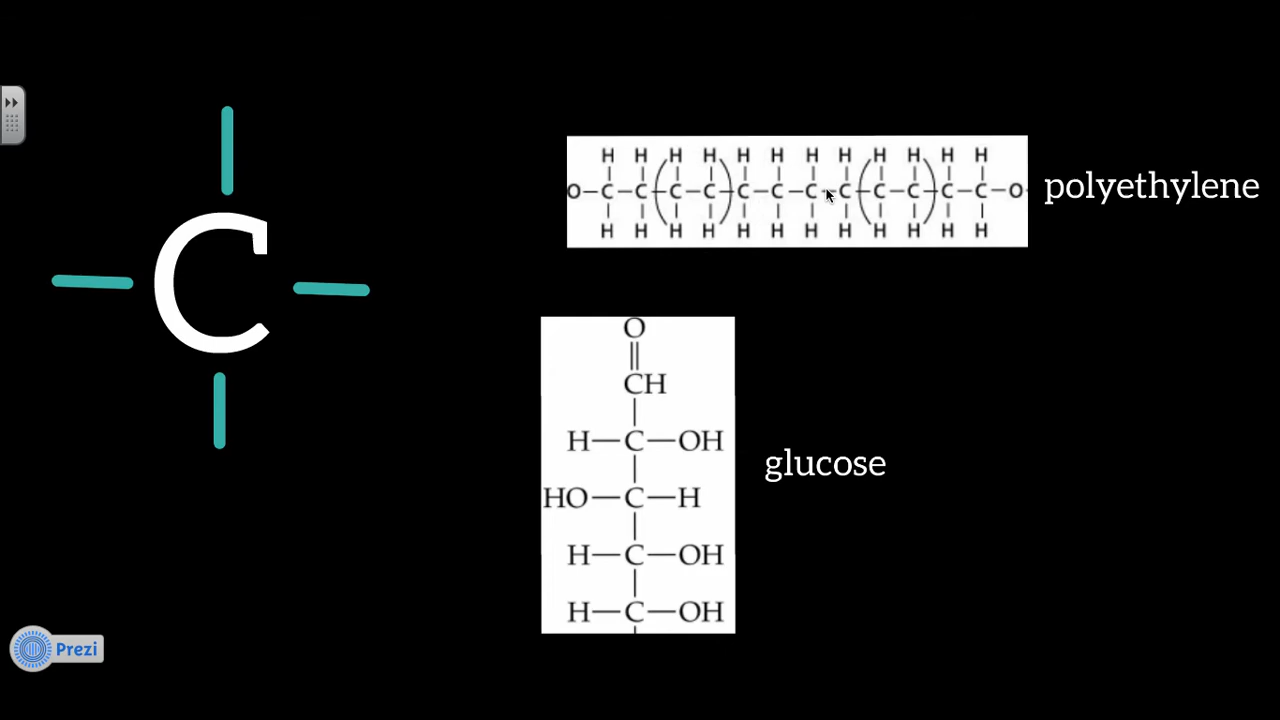 C
H H H H H H H H H H H H
O—C—C—(C—C)—C—C—C—C—(C—C)—C—C—O
H H H H H H H H H H H H
polyethylene
O
CH
H—C—OH
HO—C—H
H—C—OH
H—C—OH
glucose
Prezi